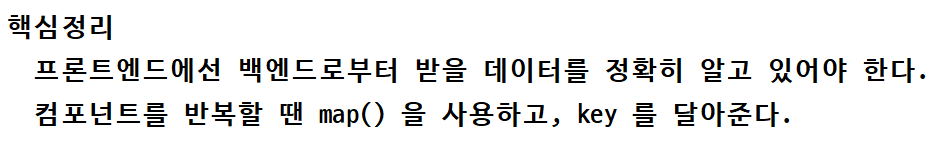 핵심정리
프론트엔드에선 백엔드로부터 받을 데이터를 정확히 알고 있어야 한다.
컴포넌트를 반복할 땐 map() 을 사용하고, key 를 달아준다.